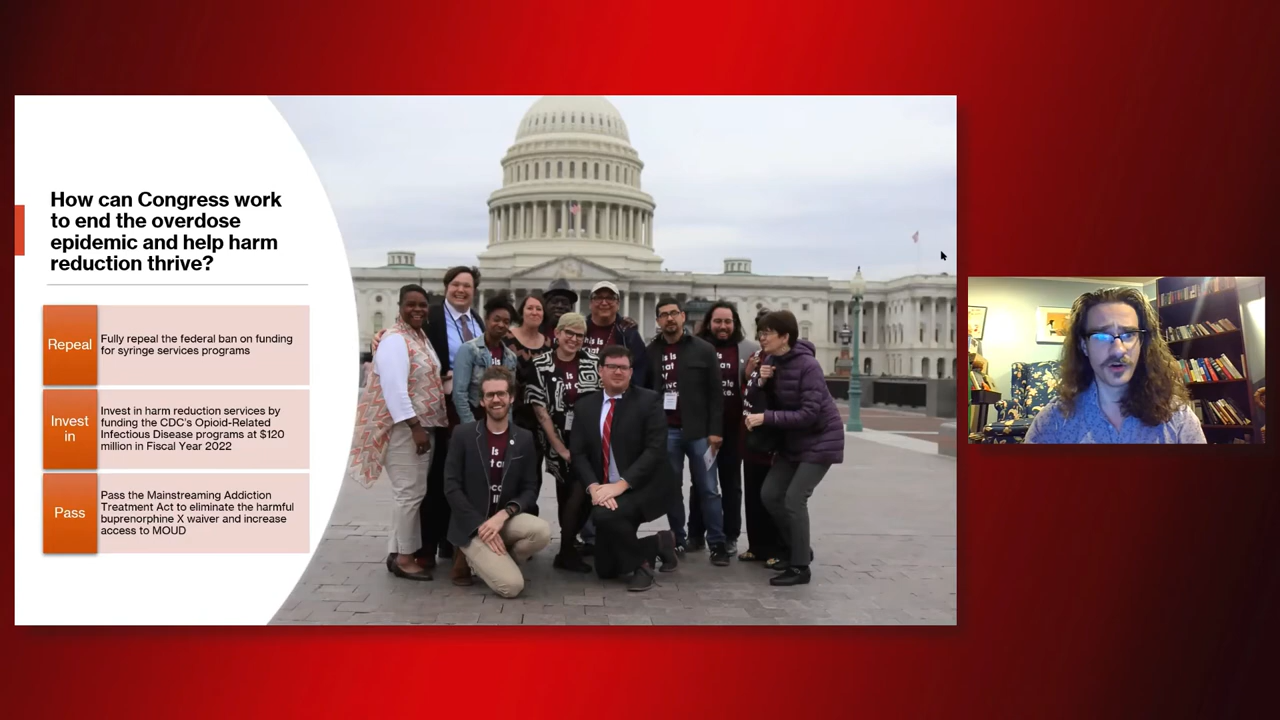 How can Congress work
to end the overdose
epidemic and help harm
reduction thrive?
Repeal
Fully repeal the federal ban on funding
for syringe services programs
Invest
in
Invest in harm reduction services by
funding the CDC's Opioid-Related
Infectious Disease programs at $120
million in Fiscal Year 2022
Pass
Pass the Mainstreaming Addiction
Treatment Act to eliminate the harmful
buprenorphine X waiver and increase
access to MOUD